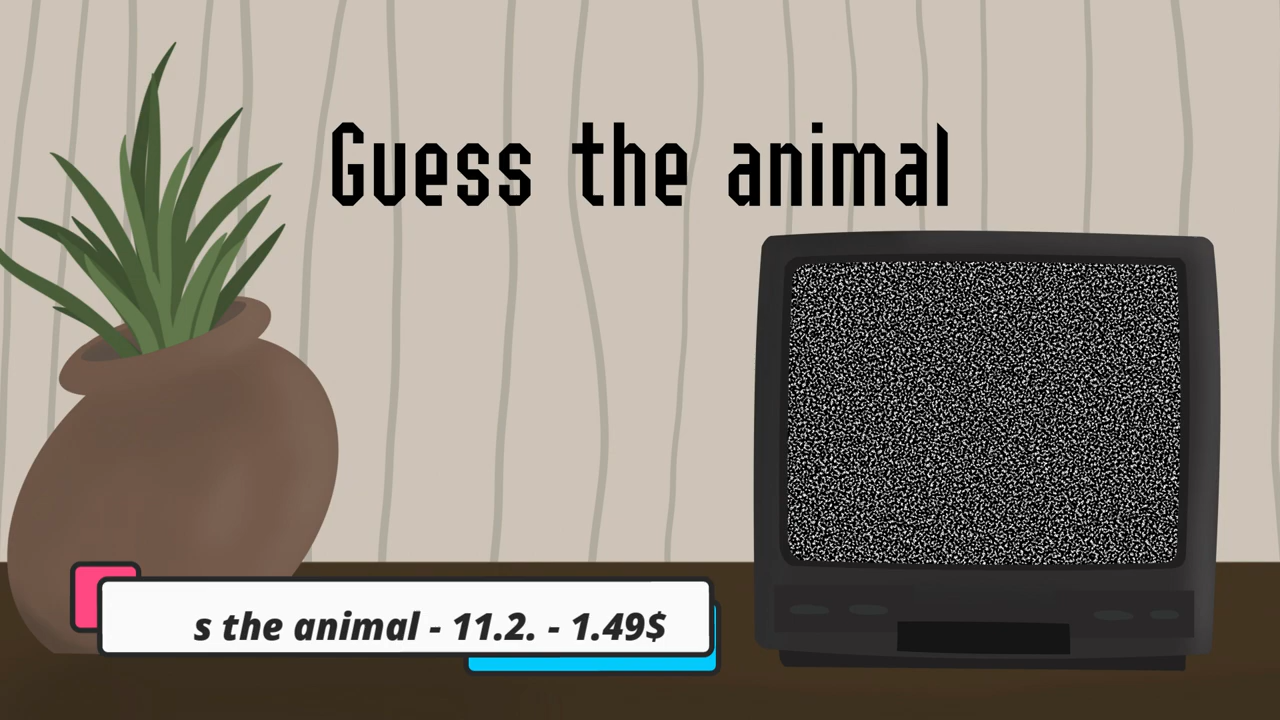 Guess the animal
s the animal - 11.2. - 1.49$